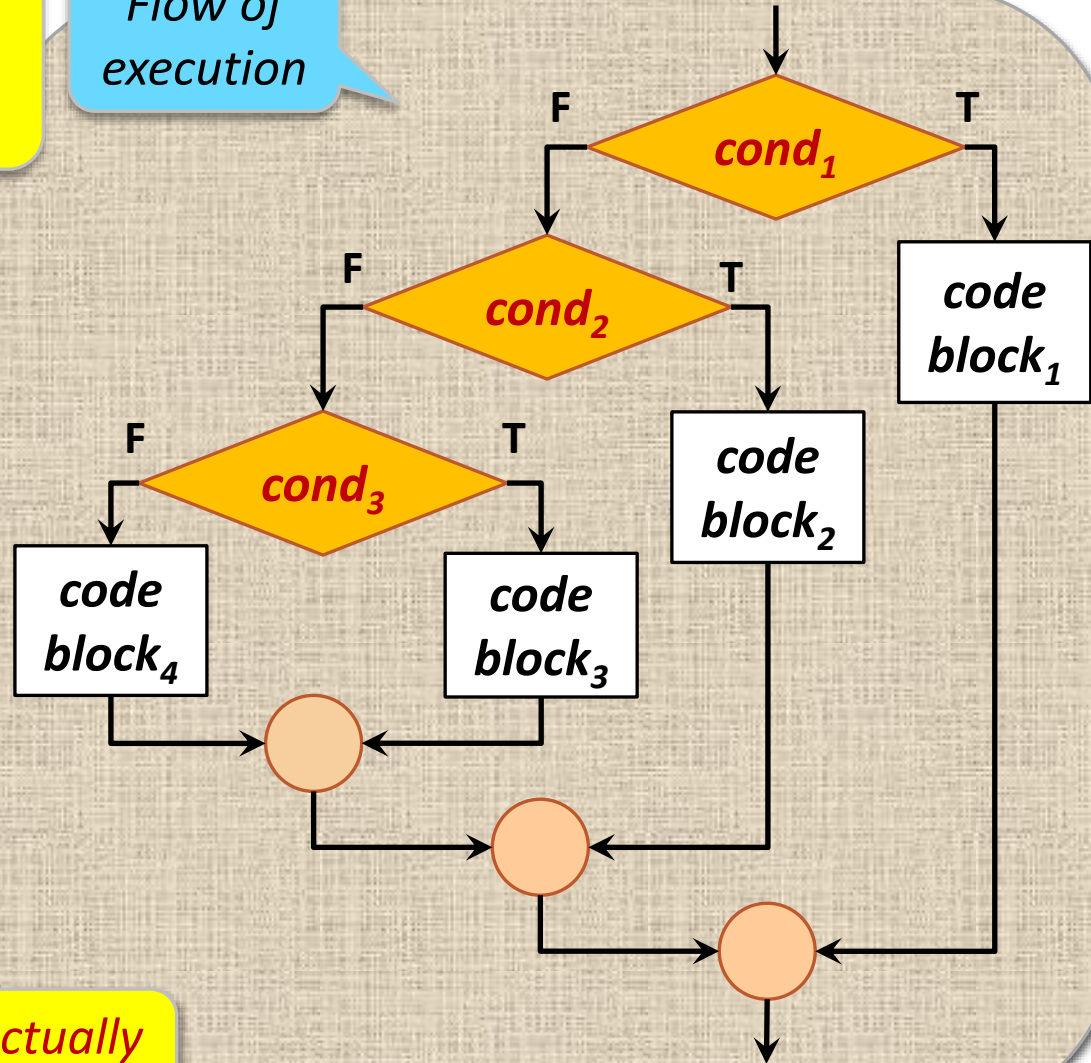 Flow of
execution
F
T
cond₁
F
T
cond₂
code
block₁
F
T
cond₃
code
block₂
code
block₄
code
block₃
ctually